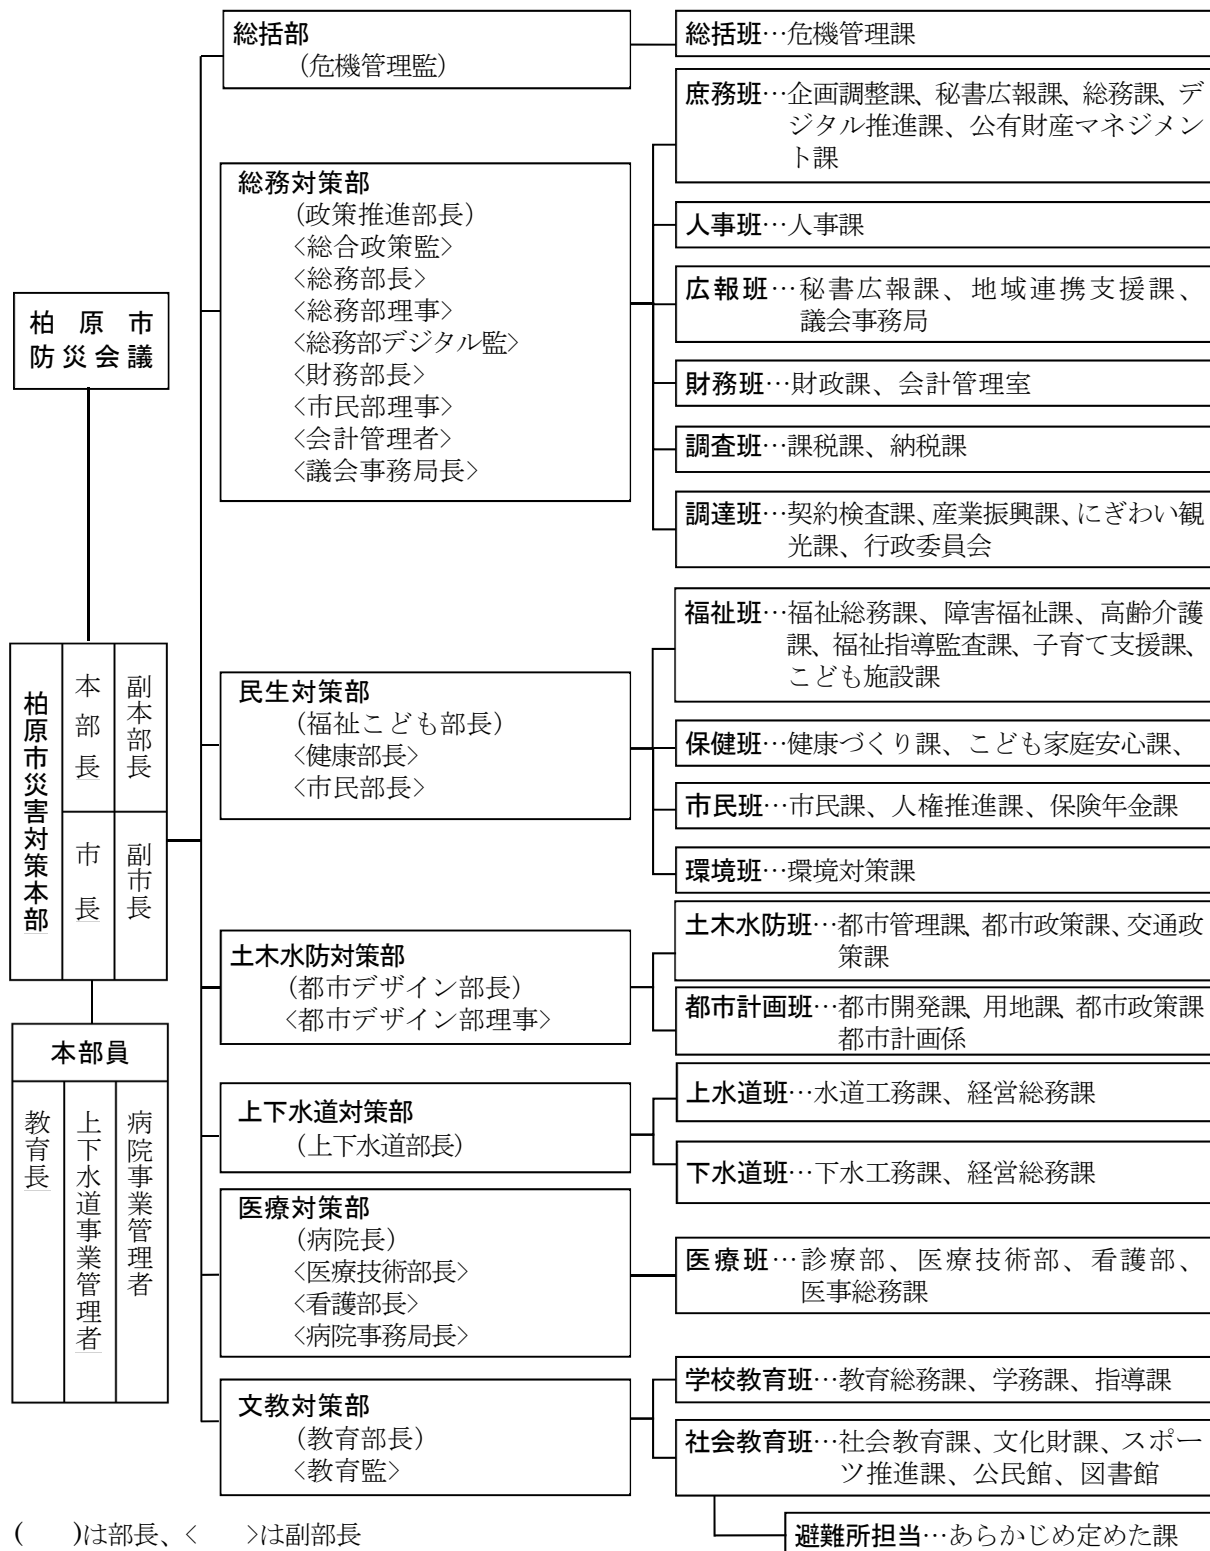 柏原市
防災会議
柏原市災害対策本部
本部長
副本部長
市長
副市長
本部員
教育長
上下水道事業管理者
病院事業管理者
総括部
(危機管理監)
総括班…危機管理課
総務対策部
(政策推進部長)
<総合政策監>
<総務部長>
<総務部理事>
<総務部デジタル監>
<財務部長>
<市民部理事>
<会計管理者>
<議会事務局長>
庶務班…企画調整課、秘書広報課、総務課、デ
ジタル推進課、公有財産マネジメン
ト課
人事班…人事課
広報班…秘書広報課、地域連携支援課、
議会事務局
財務班…財政課、会計管理室
調査班…課税課、納税課
調達班…契約検査課、産業振興課、にぎわい観
光課、行政委員会
民生対策部
(福祉こども部長)
<健康部長>
<市民部長>
福祉班…福祉総務課、障害福祉課、高齢介護
課、福祉指導監査課、子育て支援課、
こども施設課
保健班…健康づくり課、こども家庭安心課、
市民班…市民課、人権推進課、保険年金課
環境班…環境対策課
土木水防対策部
(都市デザイン部長)
<都市デザイン部理事>
土木水防班…都市管理課、都市政策課、交通政
策課
都市計画班…都市開発課、用地課、都市政策課
都市計画係
上下水道対策部
(上下水道部長)
上水道班…水道工務課、経営総務課
下水道班…下水工務課、経営総務課
医療対策部
(病院長)
<医療技術部長>
<看護部長>
<病院事務局長>
医療班…診療部、医療技術部、看護部、
医事総務課
文教対策部
(教育部長)
<教育監>
学校教育班…教育総務課、学務課、指導課
社会教育班…社会教育課、文化財課、スポー
ツ推進課、公民館、図書館
避難所担当…あらかじめ定めた課
(　　)は部長、<　　>は副部長